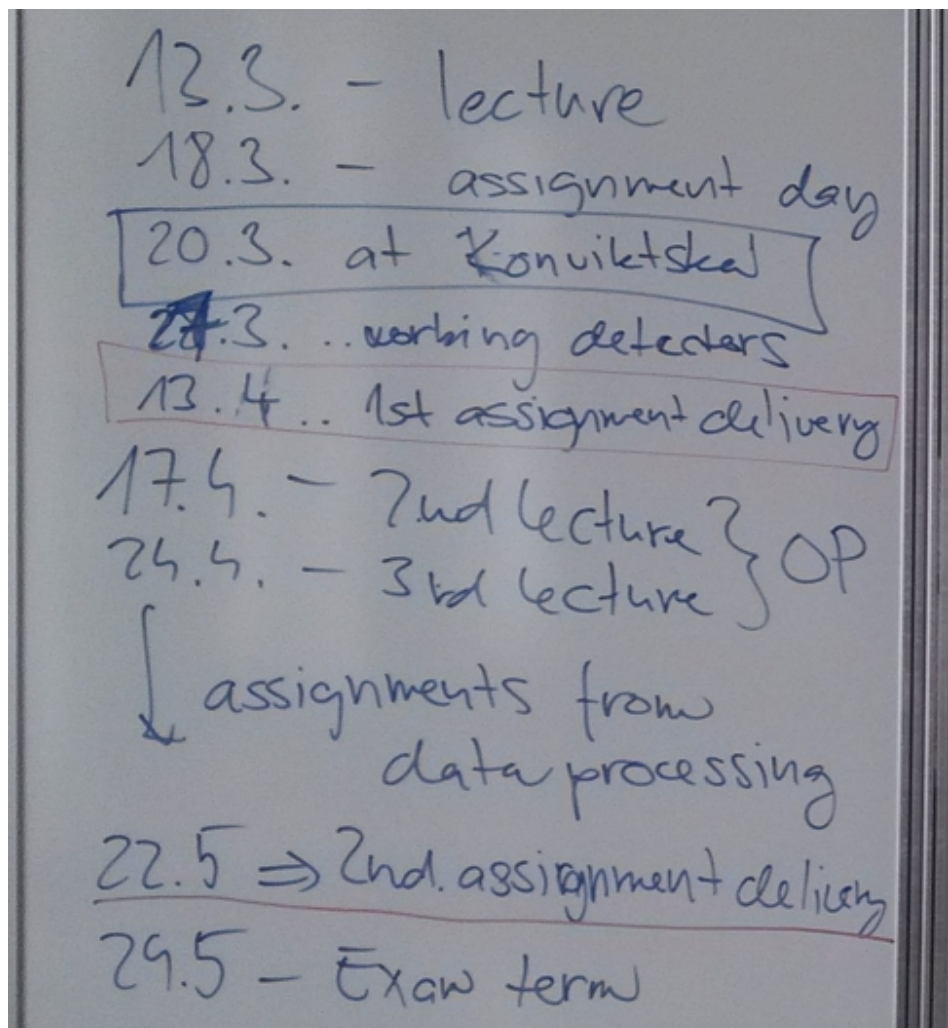 13.3. - lecture
18.3. - assignment day
20.3. at Konviktská
27.3. .. working detectors
13.4 .. 1st assignment delivery
17.4. - 2nd lecture } OP
24.4. - 3rd lecture
↓ assignments from
data processing
22.5 ⇒ 2nd. assignment delivery
29.5 - Exam term